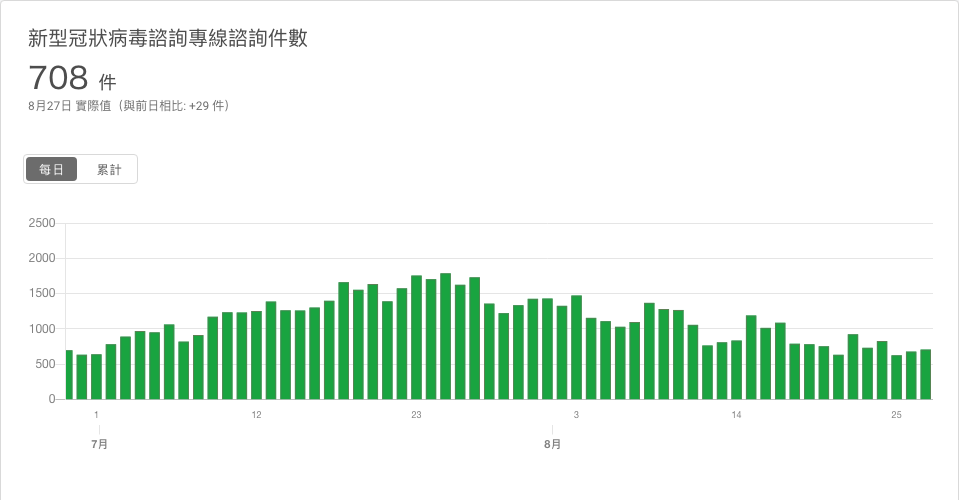 新型冠狀病毒諮詢專線諮詢件數
708 件
8月27日 實際值（與前日相比: +29 件）
每日 累計
2500
2000
1500
1000
500
0
1 12 23 3 14 25
7月 8月